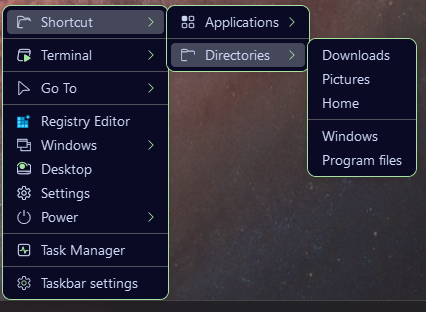 Shortcut
Terminal
Go To
Registry Editor
Windows
Desktop
Settings
Power
Task Manager
Taskbar settings
Applications
Directories
Downloads
Pictures
Home
Windows
Program files